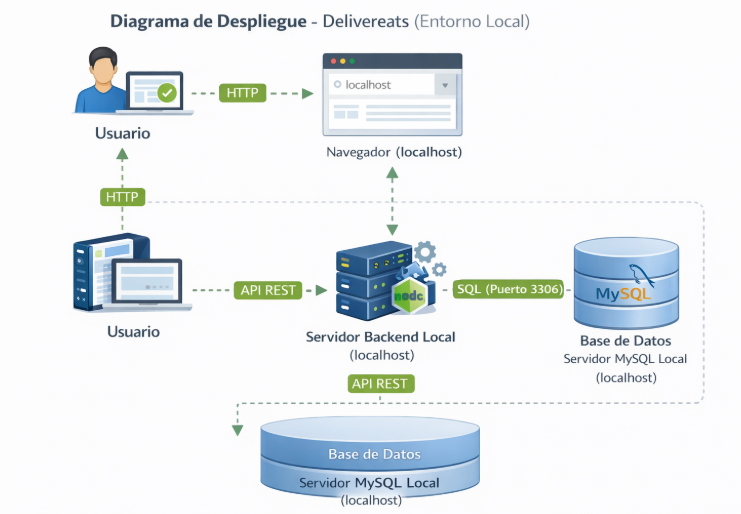 Diagrama de Despliegue - Delivereats (Entorno Local)
localhost
HTTP
Usuario
Navegador (localhost)
HTTP
API REST
node
SQL (Puerto 3306)
MySQL
Usuario
Servidor Backend Local
(localhost)
Base de Datos
Servidor MySQL Local
(localhost)
API REST
Base de Datos
Servidor MySQL Local
(localhost)